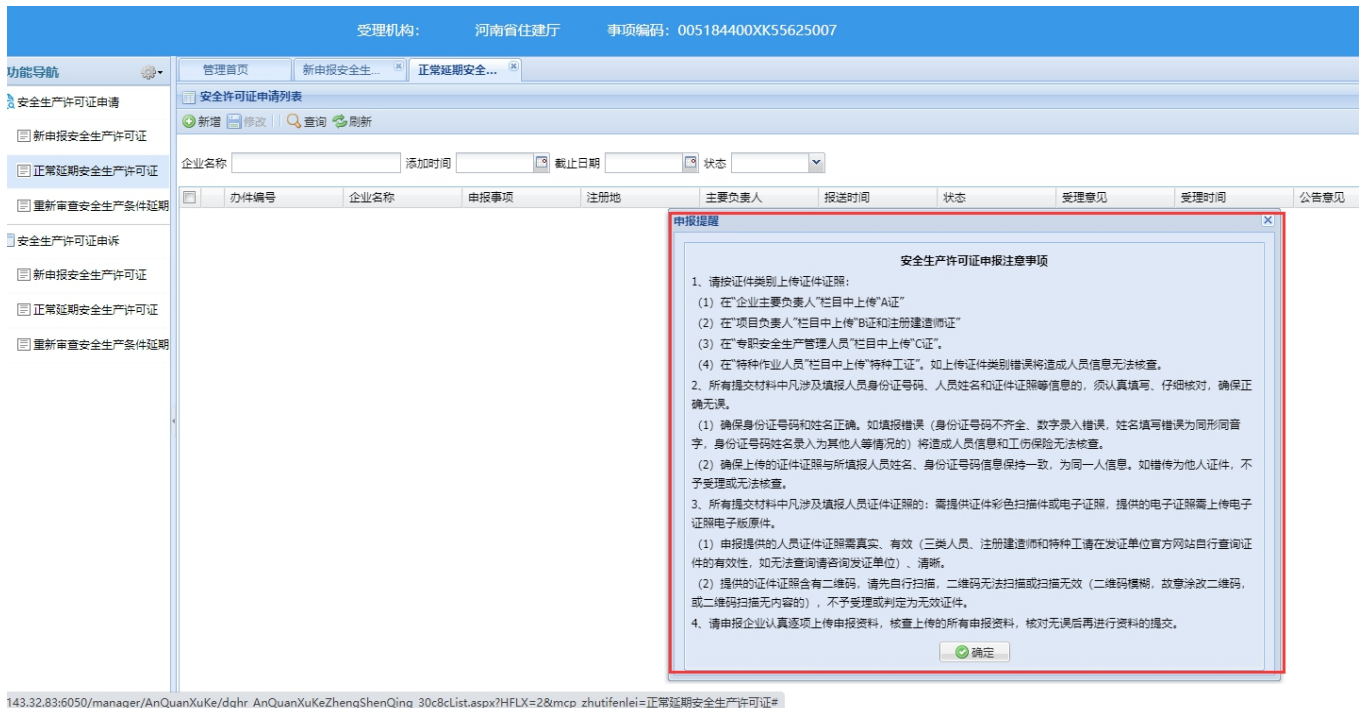 受理机构： 河南省住建厅 事项编码：005184400XK55625007
功能导航
管理首页 新申报安全生... 正常延期安全...
安全生产许可证申请
新申报安全生产许可证
正常延期安全生产许可证
重新审查安全生产条件延期
安全生产许可证申诉
新申报安全生产许可证
正常延期安全生产许可证
重新审查安全生产条件延期
安全许可证申请列表
新增 修改 查询 刷新
企业名称 添加时间 截止日期 状态
办件编号 企业名称 申报事项 注册地 主要负责人 报送时间 状态 受理意见 受理时间 公告意见
申报提醒
安全生产许可证申报注意事项
1、请按证件类别上传证件证照：
（1）在“企业主要负责人”栏目中上传“A证”
（2）在“项目负责人”栏目中上传“B证和注册建造师证”
（3）在“专职安全生产管理人员”栏目中上传“C证”。
（4）在“特种作业人员”栏目中上传“特种工证”。如上传证件类别错误将造成人员信息无法核查。
2、所有提交材料中凡涉及填报人员身份证号码、人员姓名和证件证照等信息的，须认真填写、仔细核对，确保正
确无误。
（1）确保身份证号码和姓名正确。如填报错误（身份证号码不齐全、数字录入错误，姓名填写错误为同形同音
字，身份证号码姓名录入为其他人等情况的）将造成人员信息和工伤保险无法核查。
（2）确保上传的证件证照与所填报人员姓名、身份证号码信息保持一致，为同一人信息。如错传为他人证件，不
予受理或无法核查。
3、所有提交材料中凡涉及填报人员证件证照的：需提供证件彩色扫描件或电子证照，提供的电子证照需上传电子
证照电子版原件。
（1）申报提供的人员证件证照需真实、有效（三类人员、注册建造师和特种工请在发证单位官方网站自行查询证
件的有效性，如无法查询请咨询发证单位）、清晰。
（2）提供的证件证照含有二维码，请先自行扫描，二维码无法扫描或扫描无效（二维码模糊，故意涂改二维码，
或二维码扫描无内容的），不予受理或判定为无效证件。
4、请申报企业认真逐项上传申报资料，核查上传的所有申报资料，核对无误后再进行资料的提交。
确定
143.32.83:6050/manager/AnQuanXuKe/dghr_AnQuanXuKeZhengShenQing_30c8cList.aspx?HFLX=2&mcp_zhutifenlei=正常延期安全生产许可证#